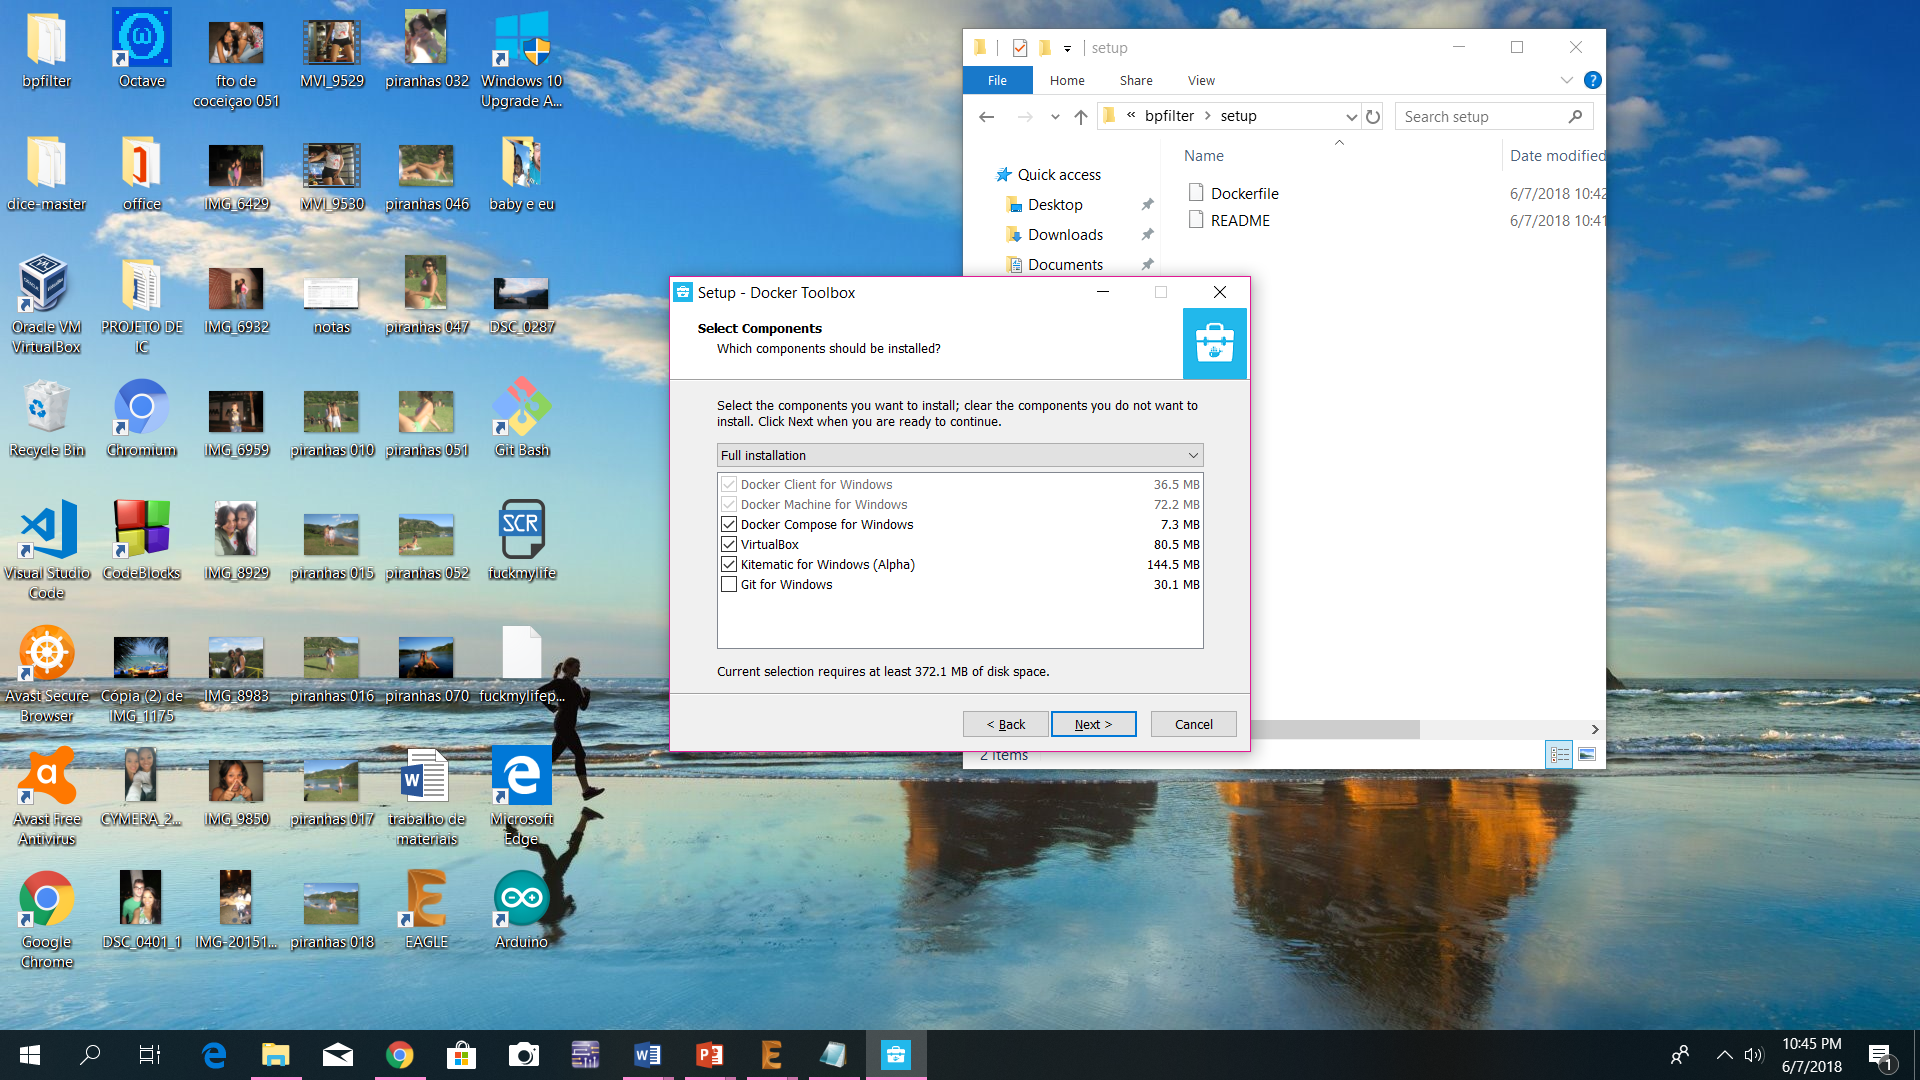 bpfilter
Octave
fto de
coceiçao 051
MVI_9529
piranhas 032
Windows 10
Upgrade A...
dice-master
office
IMG_6429
MVI_9530
piranhas 046
baby e eu
Oracle VM
VirtualBox
PROJETO DE
IC
IMG_6932
notas
piranhas 047
DSC_0287
Recycle Bin
Chromium
IMG_6959
piranhas 010
piranhas 051
Git Bash
Visual Studio
Code
CodeBlocks
IMG_8929
piranhas 015
piranhas 052
SCR
fuckmylife
Avast Secure
Browser
Cópia (2) de
IMG_1175
IMG_8983
piranhas 016
piranhas 070
fuckmylifep...
Avast Free
Antivirus
CYMERA_2...
IMG_9850
piranhas 017
trabalho de
materiais
Microsoft
Edge
Google
Chrome
DSC_0401_1
IMG-20151...
piranhas 018
EAGLE
Arduino
setup
File
Home
Share
View
« bpfilter > setup
Search setup
Name
Date modified
Quick access
Desktop
Downloads
Documents
Dockerfile
6/7/2018 10:42
README
6/7/2018 10:41
2 items
Setup - Docker Toolbox
Select Components
Which components should be installed?
Select the components you want to install; clear the components you do not want to
install. Click Next when you are ready to continue.
Full installation
Docker Client for Windows 36.5 MB
Docker Machine for Windows 72.2 MB
Docker Compose for Windows 7.3 MB
VirtualBox 80.5 MB
Kitematic for Windows (Alpha) 144.5 MB
Git for Windows 30.1 MB
Current selection requires at least 372.1 MB of disk space.
< Back
Next >
Cancel
10:45 PM
6/7/2018
1